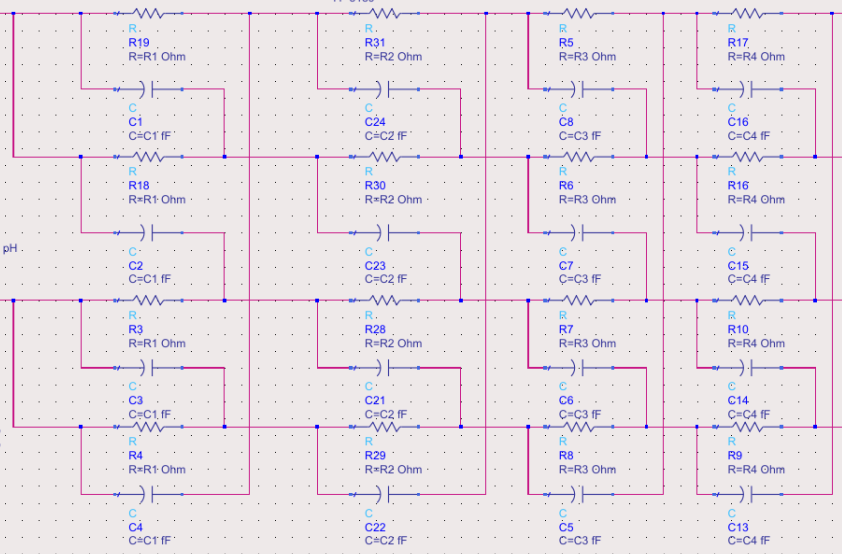 R
R19
R=R1 Ohm
R
R31
R=R2 Ohm
R
R5
R=R3 Ohm
R
R17
R=R4 Ohm
C
C1
C=C1 fF
C
C24
C=C2 fF
C
C8
C=C3 fF
C
C16
C=C4 fF
R
R18
R=R1 Ohm
R
R30
R=R2 Ohm
R
R6
R=R3 Ohm
R
R16
R=R4 Ohm
pH
C
C2
C=C1 fF
C
C23
C=C2 fF
C
C7
C=C3 fF
C
C15
C=C4 fF
R
R3
R=R1 Ohm
R
R28
R=R2 Ohm
R
R7
R=R3 Ohm
R
R10
R=R4 Ohm
C
C3
C=C1 fF
C
C21
C=C2 fF
C
C6
C=C3 fF
C
C14
C=C4 fF
R
R4
R=R1 Ohm
R
R29
R=R2 Ohm
R
R8
R=R3 Ohm
R
R9
R=R4 Ohm
C
C4
C=C1 fF
C
C22
C=C2 fF
C
C5
C=C3 fF
C
C13
C=C4 fF